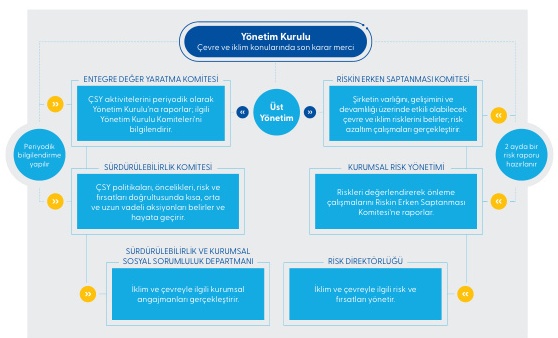 Yönetim Kurulu
Çevre ve iklim konularında son karar merci
ENTEGRE DEĞER YARATMA KOMİTESİ
ÇSY aktivitelerini periyodik olarak
Yönetim Kurulu'na raporlar, ilgili
Yönetim Kurulu Komiteleri'ni
bilgilendirir.
Üst
Yönetim
RİSKİN ERKEN SAPTANMASI KOMİTESİ
Şirketin varlığını, gelişimini ve
devamlılığı üzerinde etkili olabilecek
çevre ve iklim risklerini belirler; risk
azaltım çalışmaları gerçekleştirir.
Periyodik
bilgilendirme
yapılır
2 ayda bir
risk raporu
hazırlanır
SÜRDÜRÜLEBİLİRLİK KOMİTESİ
ÇSY politikaları, öncelikleri, risk ve
fırsatları doğrultusunda kısa, orta
ve uzun vadeli aksiyonları belirler ve
hayata geçirir.
KURUMSAL RİSK YÖNETİMİ
Riskleri değerlendirerek önleme
çalışmalarını Riskin Erken Saptanması
Komitesi'ne raporlar.
SÜRDÜRÜLEBİLİRLİK VE KURUMSAL
SOSYAL SORUMLULUK DEPARTMANI
İklim ve çevreyle ilgili kurumsal
angajmanları gerçekleştirir.
RİSK DİREKTÖRLÜĞÜ
İklim ve çevreyle ilgili risk ve
fırsatları yönetir.